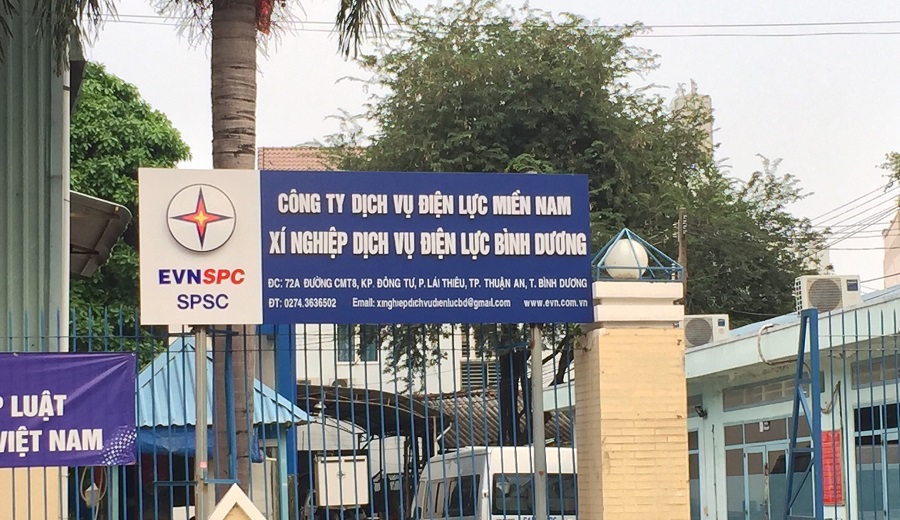 CÔNG TY DỊCH VỤ ĐIỆN LỰC MIỀN NAM
XÍ NGHIỆP DỊCH VỤ ĐIỆN LỰC BÌNH DƯƠNG
ĐC: 72A ĐƯỜNG CMT8, KP. ĐÔNG TƯ, P. LÁI THIÊU, TP. THUẬN AN, T. BÌNH DƯƠNG
ĐT: 0274.3636502 Email: xinghiepdichvudienlucbd@gmail.com www.evn.com.vn
EVNSPC
SPSC
LUẬT
VIỆT NAM